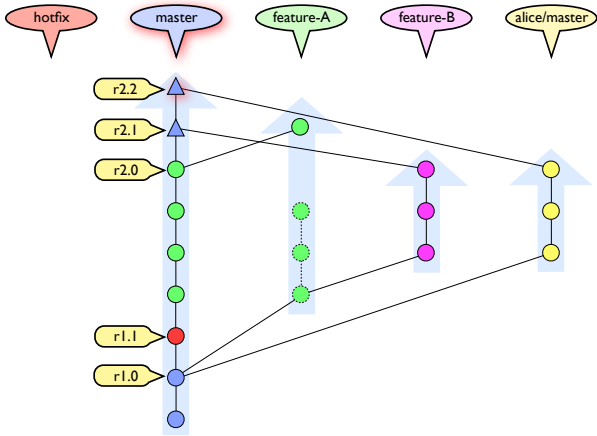 hotfix
master
feature-A
feature-B
alice/master
r2.2
r2.1
r2.0
r1.1
r1.0